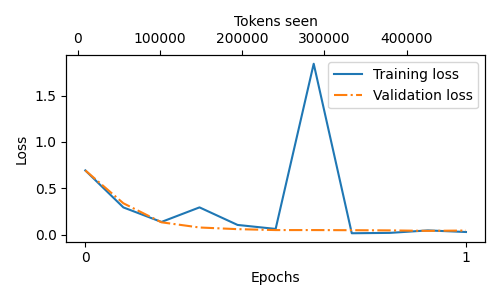 Tokens seen
0 100000 200000 300000 400000
Training loss
Validation loss
Loss
1.5
1.0
0.5
0.0
0 1
Epochs